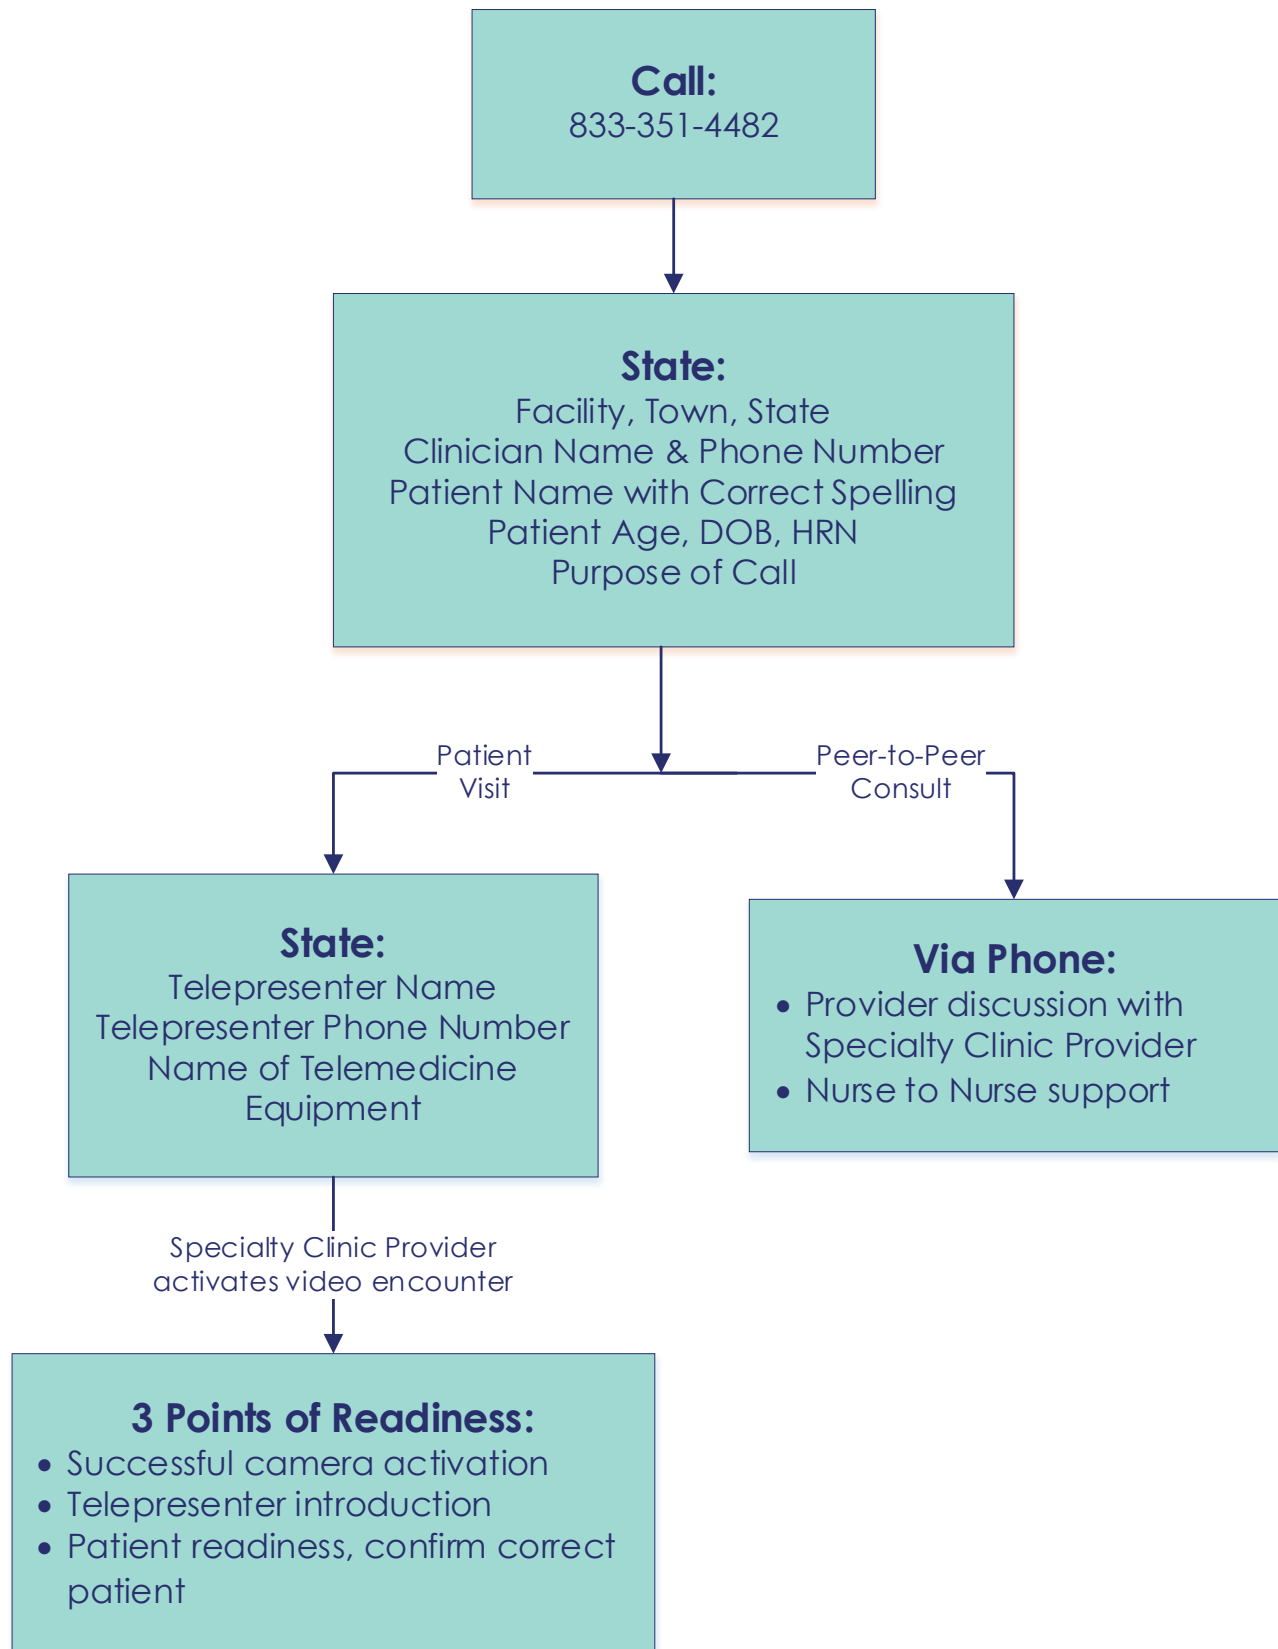 Call:
833-351-4482
State:
Facility, Town, State
Clinician Name & Phone Number
Patient Name with Correct Spelling
Patient Age, DOB, HRN
Purpose of Call
Patient
Visit
Peer-to-Peer
Consult
State:
Telepresenter Name
Telepresenter Phone Number
Name of Telemedicine
Equipment
Via Phone:
• Provider discussion with
Specialty Clinic Provider
• Nurse to Nurse support
Specialty Clinic Provider
activates video encounter
3 Points of Readiness:
• Successful camera activation
• Telepresenter introduction
• Patient readiness, confirm correct
patient